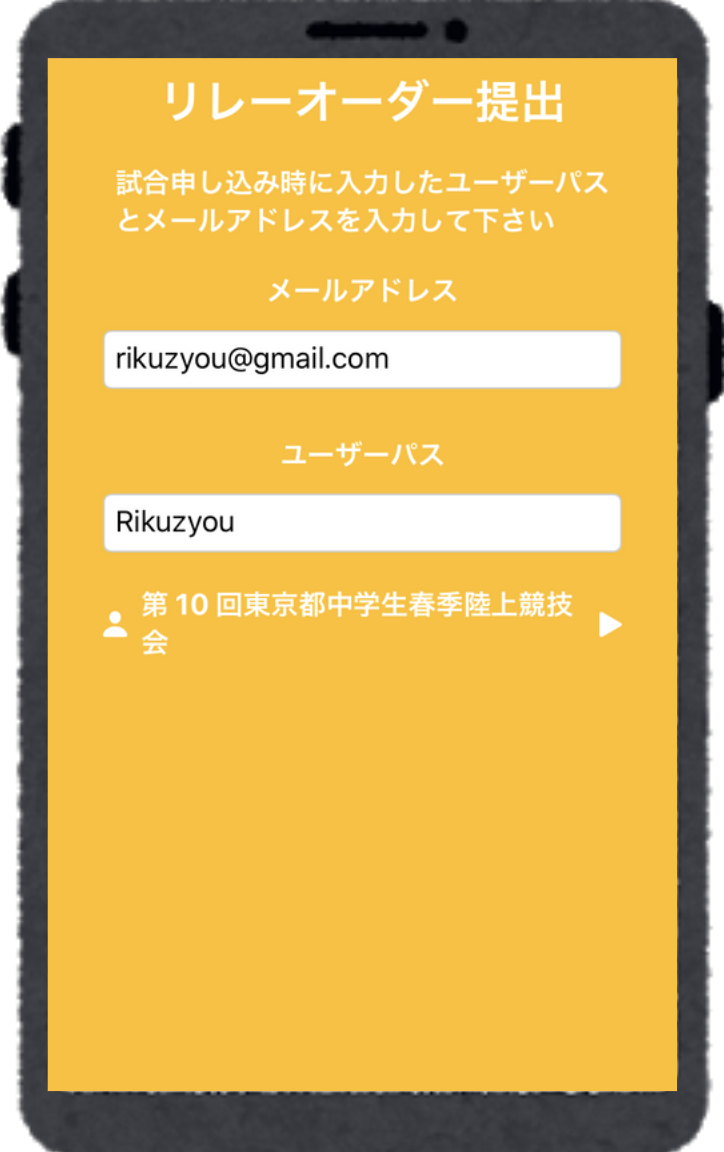 リレーオーダー提出
試合申し込み時に入力したユーザーパス
とメールアドレスを入力して下さい
メールアドレス
rikuzyou@gmail.com
ユーザーパス
Rikuzyou
第 10 回東京都中学生春季陸上競技
会